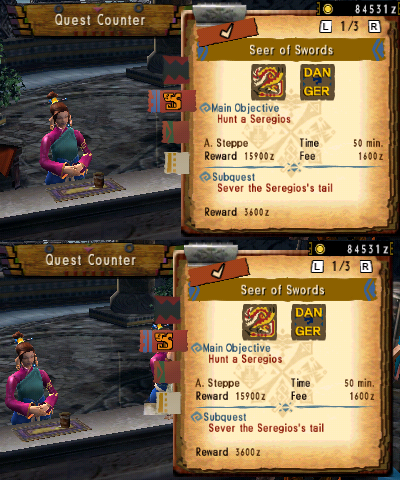 Quest Counter
84531z
L 1/3 R
Seer of Swords
DAN
?
GER
Main Objective
Hunt a Seregios
A. Steppe Time 50 min.
Reward 15900z Fee 1600z
Subquest
Sever the Seregios's tail
Reward 3600z
Quest Counter
84531z
L 1/3 R
Seer of Swords
DAN
?
GER
Main Objective
Hunt a Seregios
A. Steppe Time 50 min.
Reward 15900z Fee 1600z
Subquest
Sever the Seregios's tail
Reward 3600z